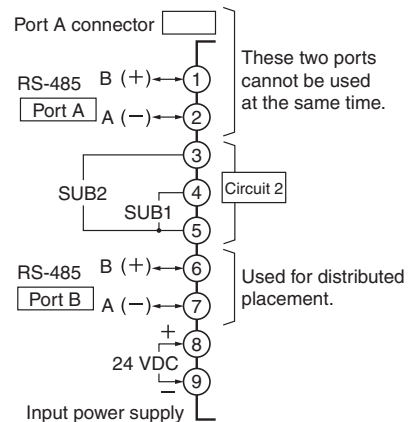 Port A connector
These two ports
cannot be used
at the same time.
RS-485
B (+)
1
Port A
A (−)
2
3
SUB2
4
Circuit 2
SUB1
5
RS-485
B (+)
6
Used for distributed
placement.
Port B
A (−)
7
+
8
24 VDC
9
−
Input power supply